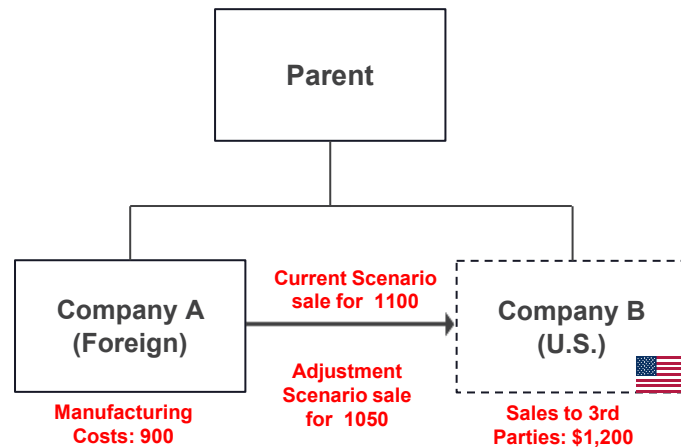 Parent
Current Scenario
sale for 1100
Company A
(Foreign)
Company B
(U.S.)
Adjustment
Scenario sale
for 1050
Manufacturing
Costs: 900
Sales to 3rd
Parties: $1,200